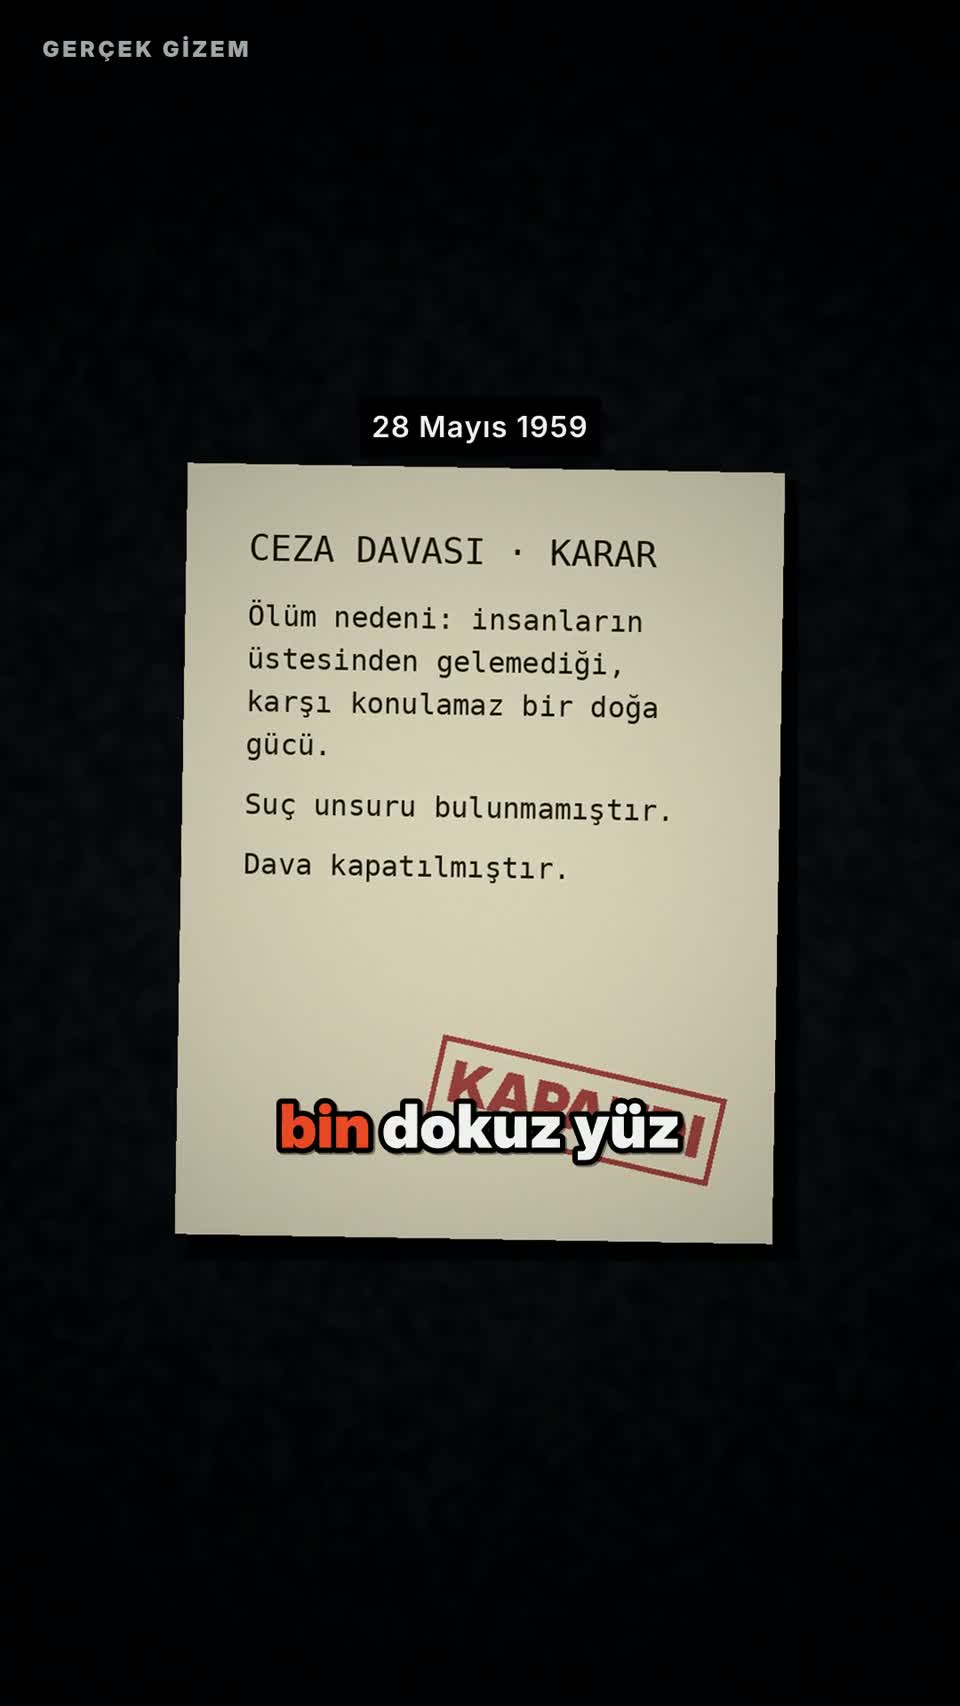 GERÇEK GİZEM
28 Mayıs 1959
CEZA DAVASI · KARAR
Ölüm nedeni: insanların
üstesinden gelemediği,
karşı konulamaz bir doğa
gücü.
Suç unsuru bulunmamıştır.
Dava kapatılmıştır.
bin dokuz yüz